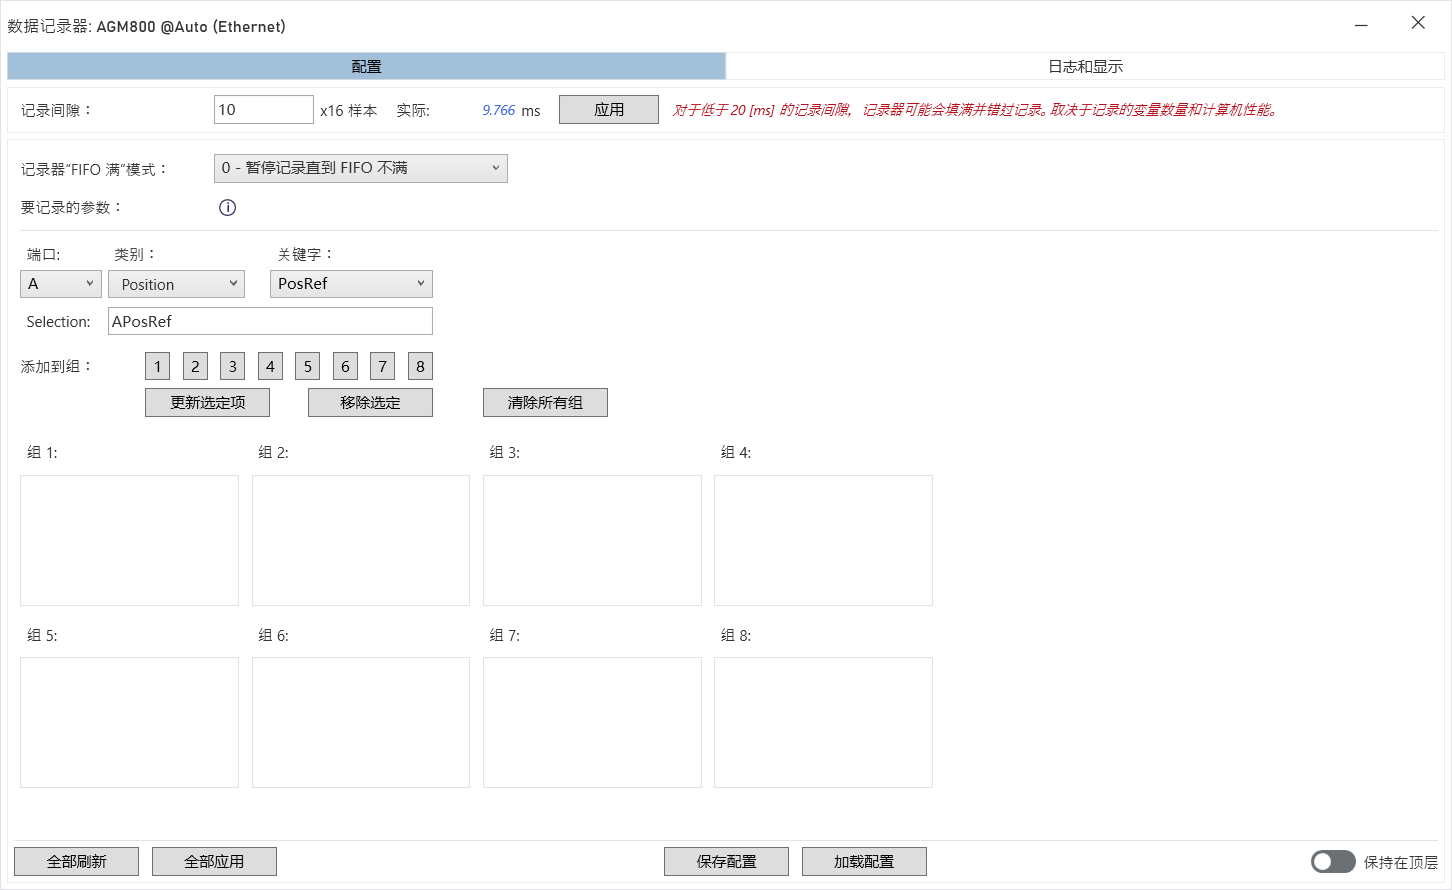 数据记录器: AGM800 @Auto (Ethernet)
配置 日志和显示
记录间隙： 10 x16 样本 实际: 9.766 ms 应用 对于低于 20 [ms] 的记录间隙， 记录器可能会填满并错过记录。取决于记录的变量数量和计算机性能。
记录器“FIFO 满”模式： 0 - 暂停记录直到 FIFO 不满
要记录的参数：
端口: 类别： 关键字：
A Position PosRef
Selection: APosRef
添加到组： 1 2 3 4 5 6 7 8
更新选定项 移除选定 清除所有组
组 1: 组 2: 组 3: 组 4:
组 5: 组 6: 组 7: 组 8:
全部刷新 全部应用 保存配置 加载配置 保持在顶层